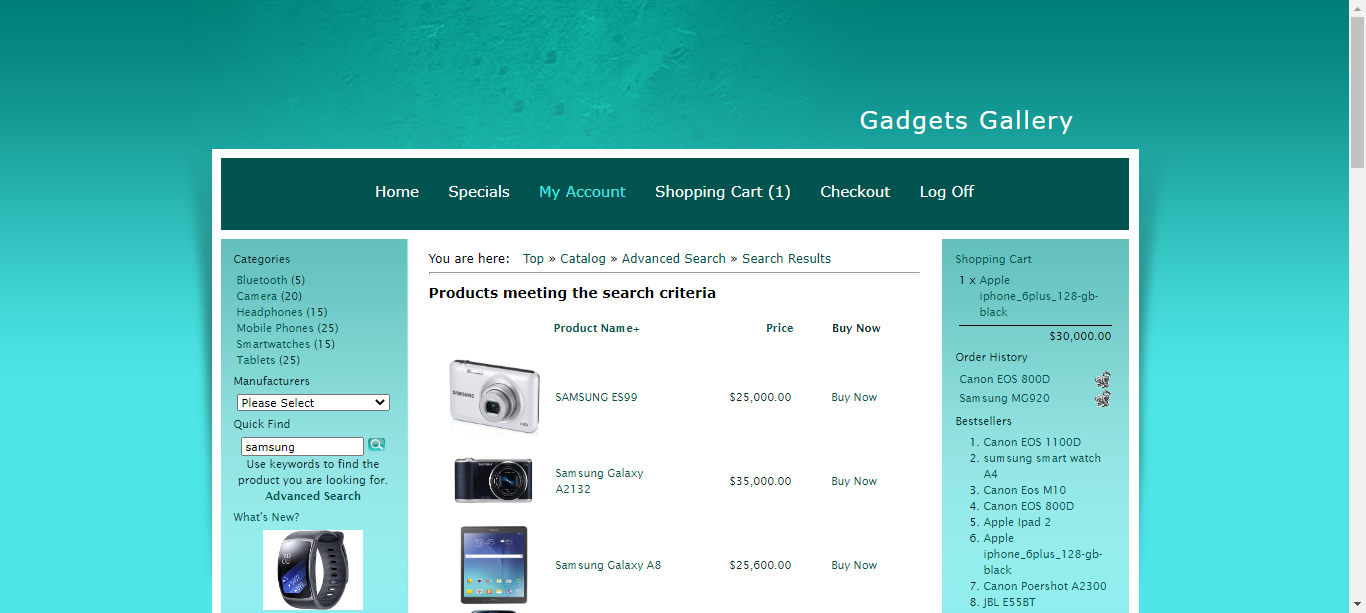 Gadgets Gallery
Home Specials My Account Shopping Cart (1) Checkout Log Off
Categories
Bluetooth (5)
Camera (20)
Headphones (15)
Mobile Phones (25)
Smartwatches (15)
Tablets (25)
Manufacturers
Please Select
Quick Find
samsung
Use keywords to find the
product you are looking for.
Advanced Search
What's New?
You are here: Top » Catalog » Advanced Search » Search Results
Products meeting the search criteria
Product Name+ Price Buy Now
SAMSUNG ES99 $25,000.00 Buy Now
Samsung Galaxy
A2132 $35,000.00 Buy Now
Samsung Galaxy A8 $25,600.00 Buy Now
Shopping Cart
1 x Apple
iphone_6plus_128-gb-
black
$30,000.00
Order History
Canon EOS 800D
Samsung MG920
Bestsellers
1. Canon EOS 1100D
2. sumsung smart watch
A4
3. Canon Eos M10
4. Canon EOS 800D
5. Apple Ipad 2
6. Apple
iphone_6plus_128-gb-
black
7. Canon Poershot A2300
8. JBL E55BT